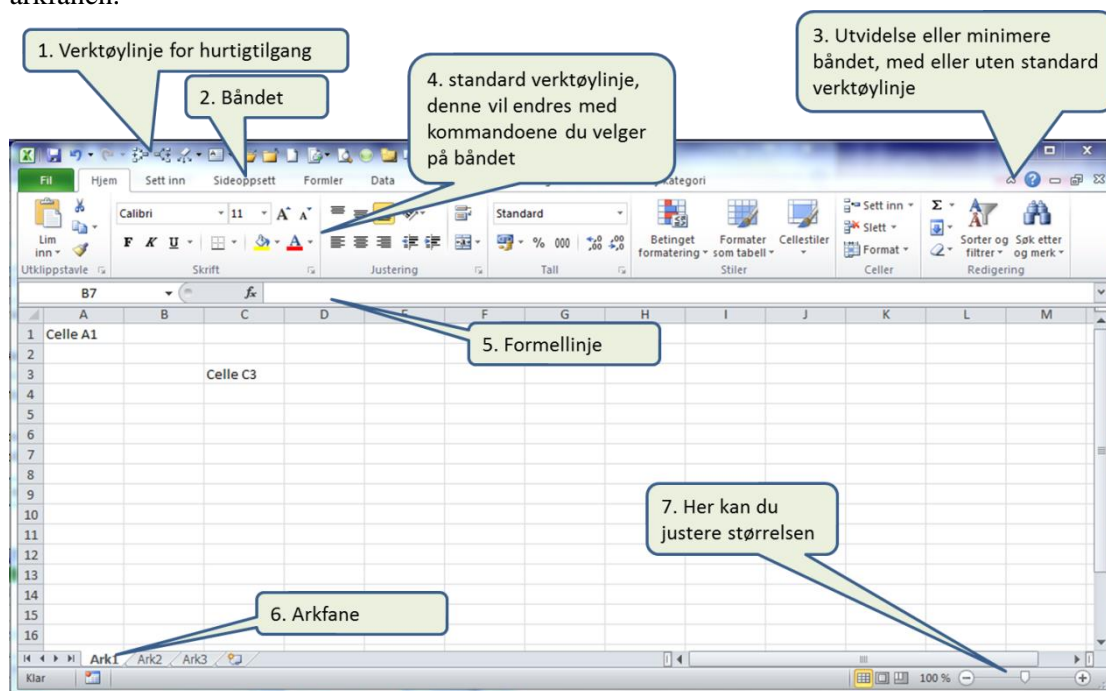 1. Verktøylinje for hurtigtilgang
2. Båndet
3. Utvidelse eller minimere
båndet, med eller uten standard
verktøylinje
4. standard verktøylinje,
denne vil endres med
kommandoene du velger
på båndet
Fil Hjem Sett inn Sideoppsett Formler Data
Calibri 11 Standard
Lim
inn
F K U
% 000
Betinget
formatering
Formater
som tabell
Cellestiler
Sett inn
Slett
Format
Σ
Sorter og
filtrer
Søk etter
og merk
Utklippstavle Skrift Justering Tall Stiler Celler Redigering
B7 fx
A B C D F G H I J K L M
1 Celle A1
2
3 Celle C3
4
5
6
7
8
9
10
11
12
13
14
15
16
5. Formellinje
7. Her kan du
justere størrelsen
6. Arkfane
Ark1 Ark2 Ark3
Klar 100 %